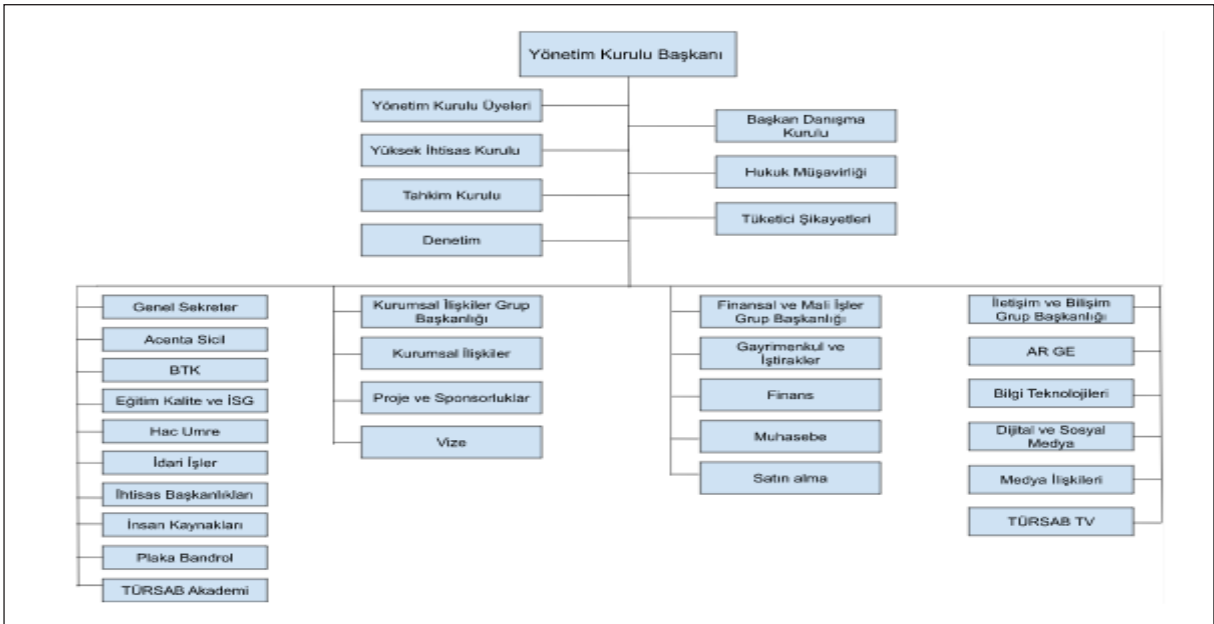 Yönetim Kurulu Başkanı
Yönetim Kurulu Üyeleri
Yüksek İhtisas Kurulu
Tahkim Kurulu
Denetim
Başkan Danışma
Kurulu
Hukuk Müşavirliği
Tüketici Şikayetleri
Genel Sekreter
Acenta Sicil
BTK
Eğitim Kalite ve İSG
Hac Umre
İdari İşler
İhtisas Başkanlıkları
İnsan Kaynakları
Plaka Bandrol
TÜRSAB Akademi
Kurumsal İlişkiler Grup
Başkanlığı
Kurumsal İlişkiler
Proje ve Sponsorluklar
Vize
Finansal ve Mali İşler
Grup Başkanlığı
Gayrimenkul ve
İştirakler
Finans
Muhasebe
Satın alma
İletişim ve Bilişim
Grup Başkanlığı
AR GE
Bilgi Teknolojileri
Dijital ve Sosyal
Medya
Medya İlişkileri
TÜRSAB TV